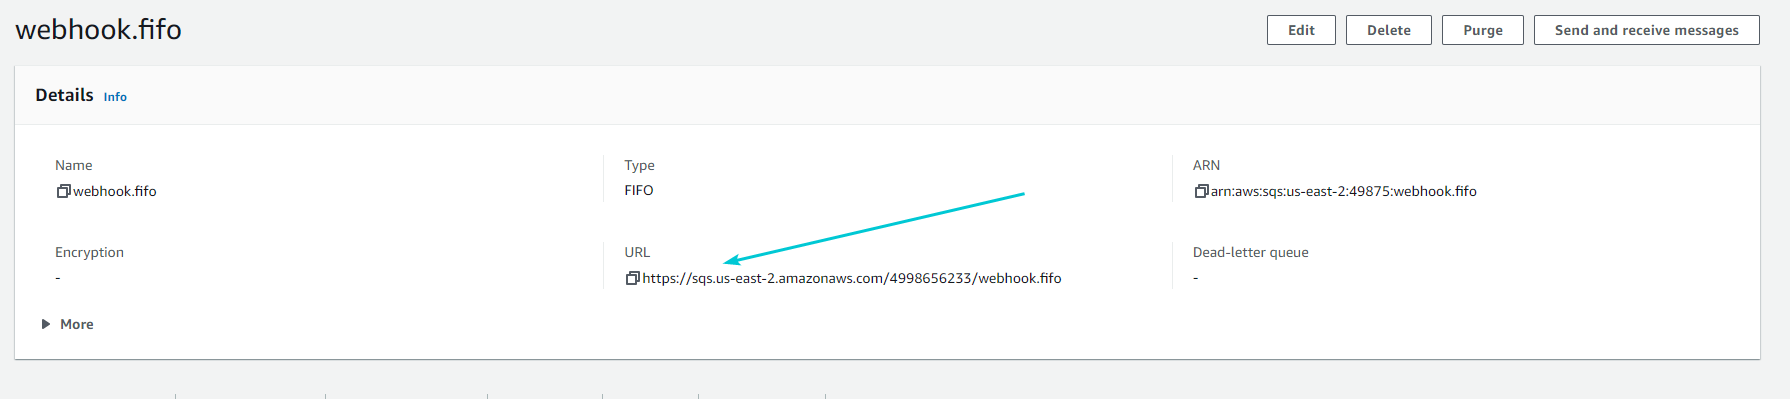 webhook.fifo
Edit
Delete
Purge
Send and receive messages
Details Info
Name
webhook.fifo
Type
FIFO
ARN
arn:aws:sqs:us-east-2:49875:webhook.fifo
Encryption
-
URL
https://sqs.us-east-2.amazonaws.com/4998656233/webhook.fifo
Dead-letter queue
-
More